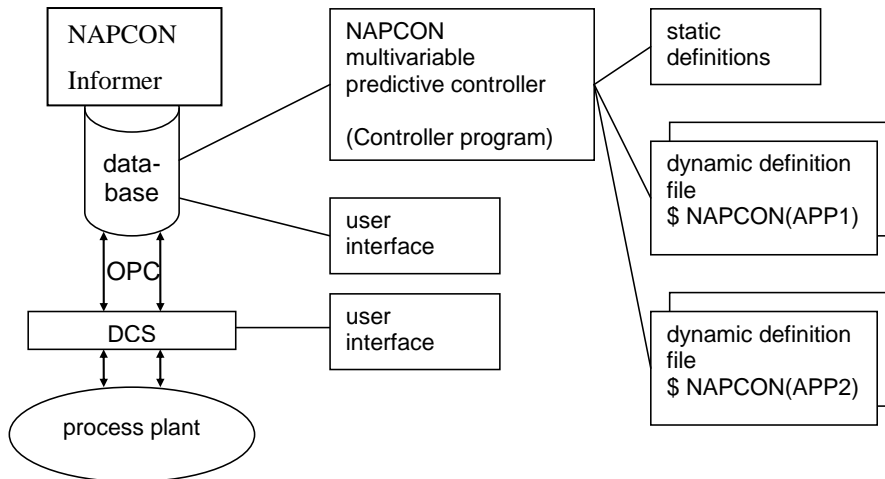 NAPCON
Informer
data-
base
OPC
DCS
process plant
NAPCON
multivariable
predictive controller
(Controller program)
user
interface
user
interface
static
definitions
dynamic definition
file
$ NAPCON(APP1)
dynamic definition
file
$ NAPCON(APP2)